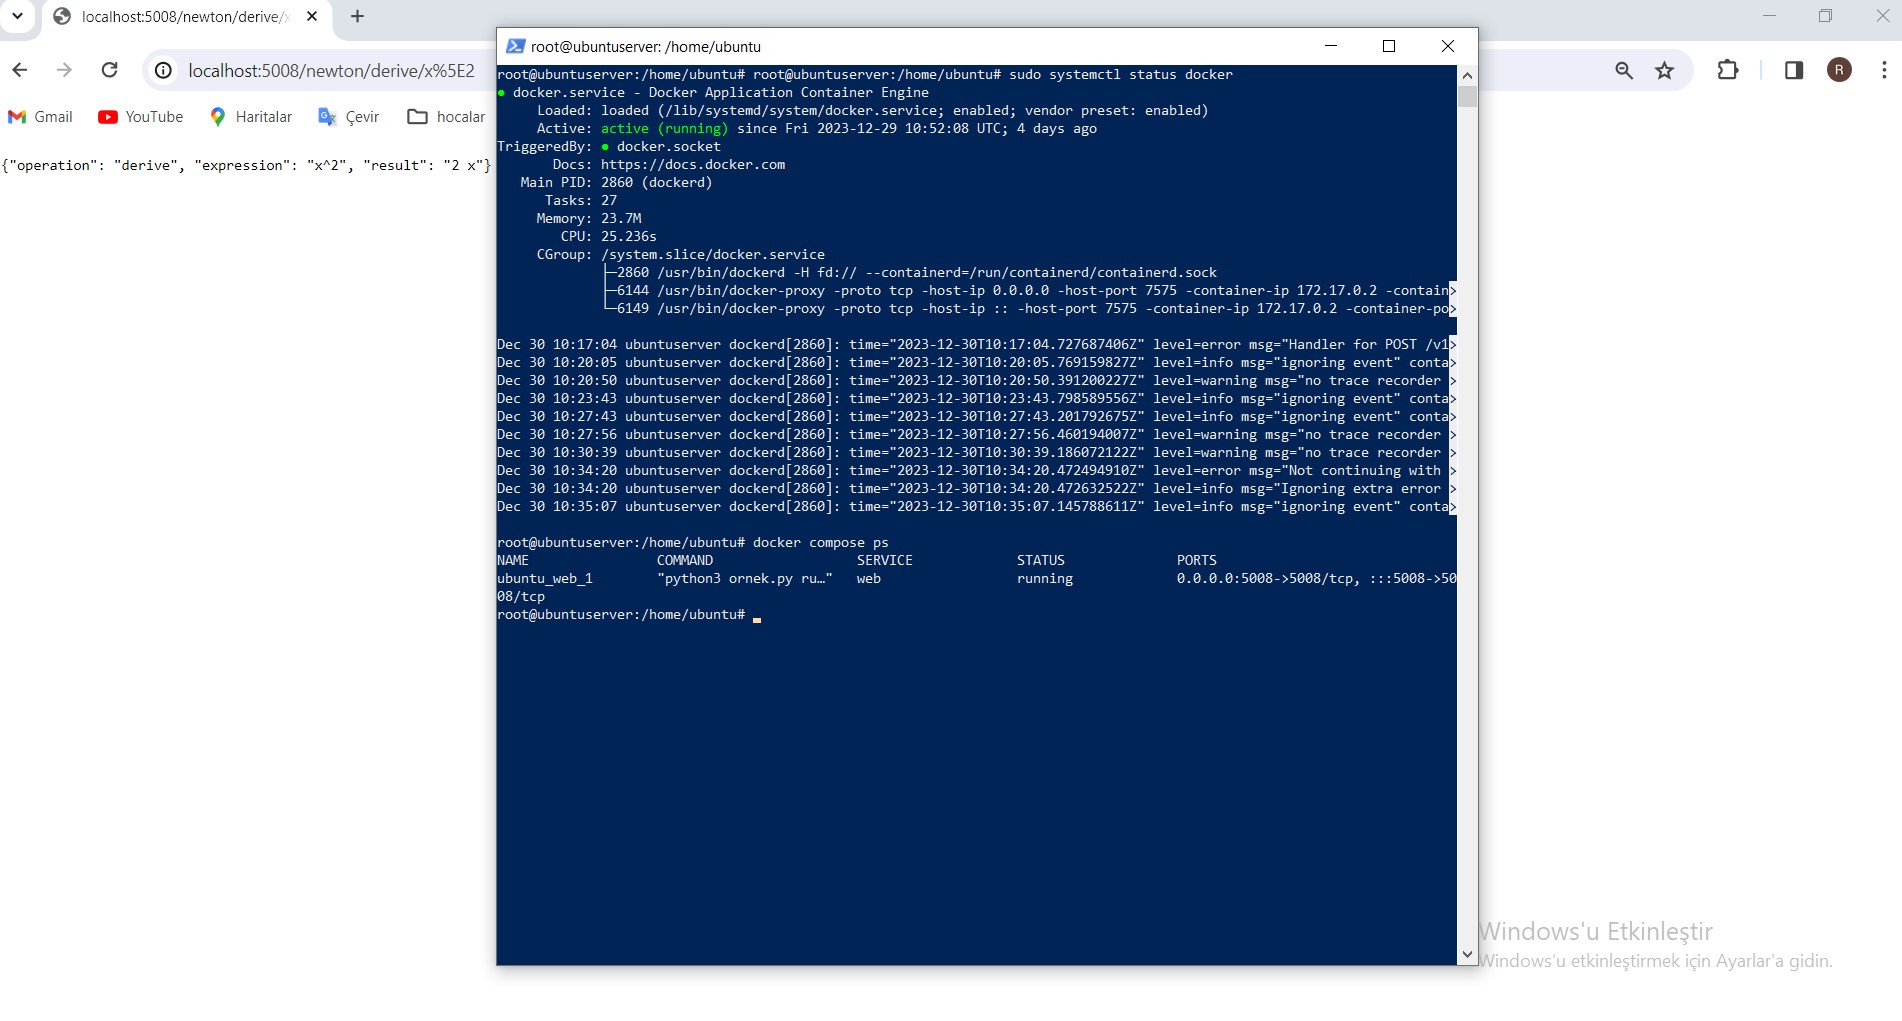 localhost:5008/newton/derive/x
localhost:5008/newton/derive/x%5E2
R
Gmail YouTube Haritalar Çevir hocalar
{"operation": "derive", "expression": "x^2", "result": "2 x"}
root@ubuntuserver: /home/ubuntu
root@ubuntuserver:/home/ubuntu# root@ubuntuserver:/home/ubuntu# sudo systemctl status docker
● docker.service - Docker Application Container Engine
Loaded: loaded (/lib/systemd/system/docker.service; enabled; vendor preset: enabled)
Active: active (running) since Fri 2023-12-29 10:52:08 UTC; 4 days ago
TriggeredBy: ● docker.socket
Docs: https://docs.docker.com
Main PID: 2860 (dockerd)
Tasks: 27
Memory: 23.7M
CPU: 25.236s
CGroup: /system.slice/docker.service
├─2860 /usr/bin/dockerd -H fd:// --containerd=/run/containerd/containerd.sock
├─6144 /usr/bin/docker-proxy -proto tcp -host-ip 0.0.0.0 -host-port 7575 -container-ip 172.17.0.2 -contain>
└─6149 /usr/bin/docker-proxy -proto tcp -host-ip :: -host-port 7575 -container-ip 172.17.0.2 -container-po>
Dec 30 10:17:04 ubuntuserver dockerd[2860]: time="2023-12-30T10:17:04.727687406Z" level=error msg="Handler for POST /v1>
Dec 30 10:20:05 ubuntuserver dockerd[2860]: time="2023-12-30T10:20:05.769159827Z" level=info msg="ignoring event" conta>
Dec 30 10:20:50 ubuntuserver dockerd[2860]: time="2023-12-30T10:20:50.391200227Z" level=warning msg="no trace recorder >
Dec 30 10:23:43 ubuntuserver dockerd[2860]: time="2023-12-30T10:23:43.798589556Z" level=info msg="ignoring event" conta>
Dec 30 10:27:43 ubuntuserver dockerd[2860]: time="2023-12-30T10:27:43.201792675Z" level=info msg="ignoring event" conta>
Dec 30 10:27:56 ubuntuserver dockerd[2860]: time="2023-12-30T10:27:56.460194007Z" level=warning msg="no trace recorder >
Dec 30 10:30:39 ubuntuserver dockerd[2860]: time="2023-12-30T10:30:39.186072122Z" level=warning msg="no trace recorder >
Dec 30 10:34:20 ubuntuserver dockerd[2860]: time="2023-12-30T10:34:20.472494910Z" level=error msg="Not continuing with >
Dec 30 10:34:20 ubuntuserver dockerd[2860]: time="2023-12-30T10:34:20.472632522Z" level=info msg="Ignoring extra error >
Dec 30 10:35:07 ubuntuserver dockerd[2860]: time="2023-12-30T10:35:07.145788611Z" level=info msg="ignoring event" conta>
root@ubuntuserver:/home/ubuntu# docker compose ps
NAME COMMAND SERVICE STATUS PORTS
ubuntu_web_1 "python3 ornek.py ru…" web running 0.0.0.0:5008->5008/tcp, :::5008->50
08/tcp
root@ubuntuserver:/home/ubuntu#
Windows'u Etkinleştir
Windows'u etkinleştirmek için Ayarlar'a gidin.